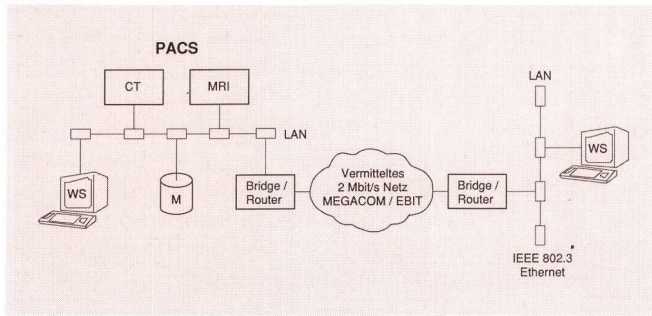 PACS
CT
MRI
LAN
WS
M
Bridge /
Router
Vermitteltes
2 Mbit/s Netz
MEGACOM / EBIT
Bridge /
Router
LAN
WS
IEEE 802.3
Ethernet